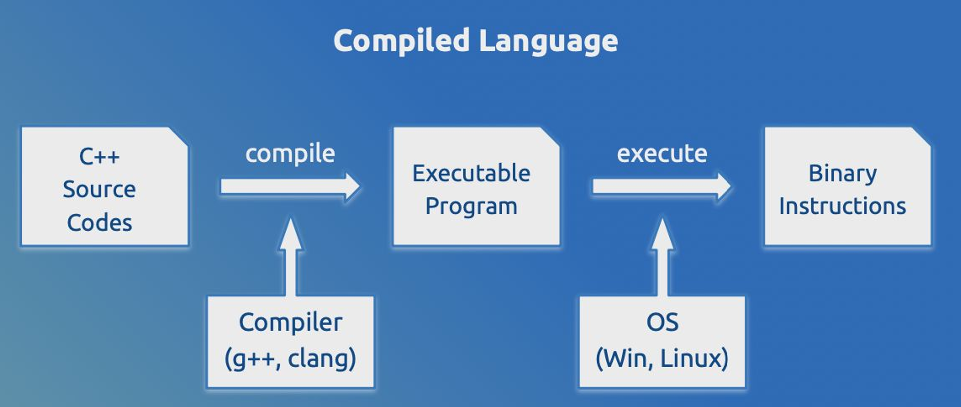 Compiled Language
C++
Source
Codes
compile
Executable
Program
execute
Binary
Instructions
Compiler
(g++, clang)
OS
(Win, Linux)